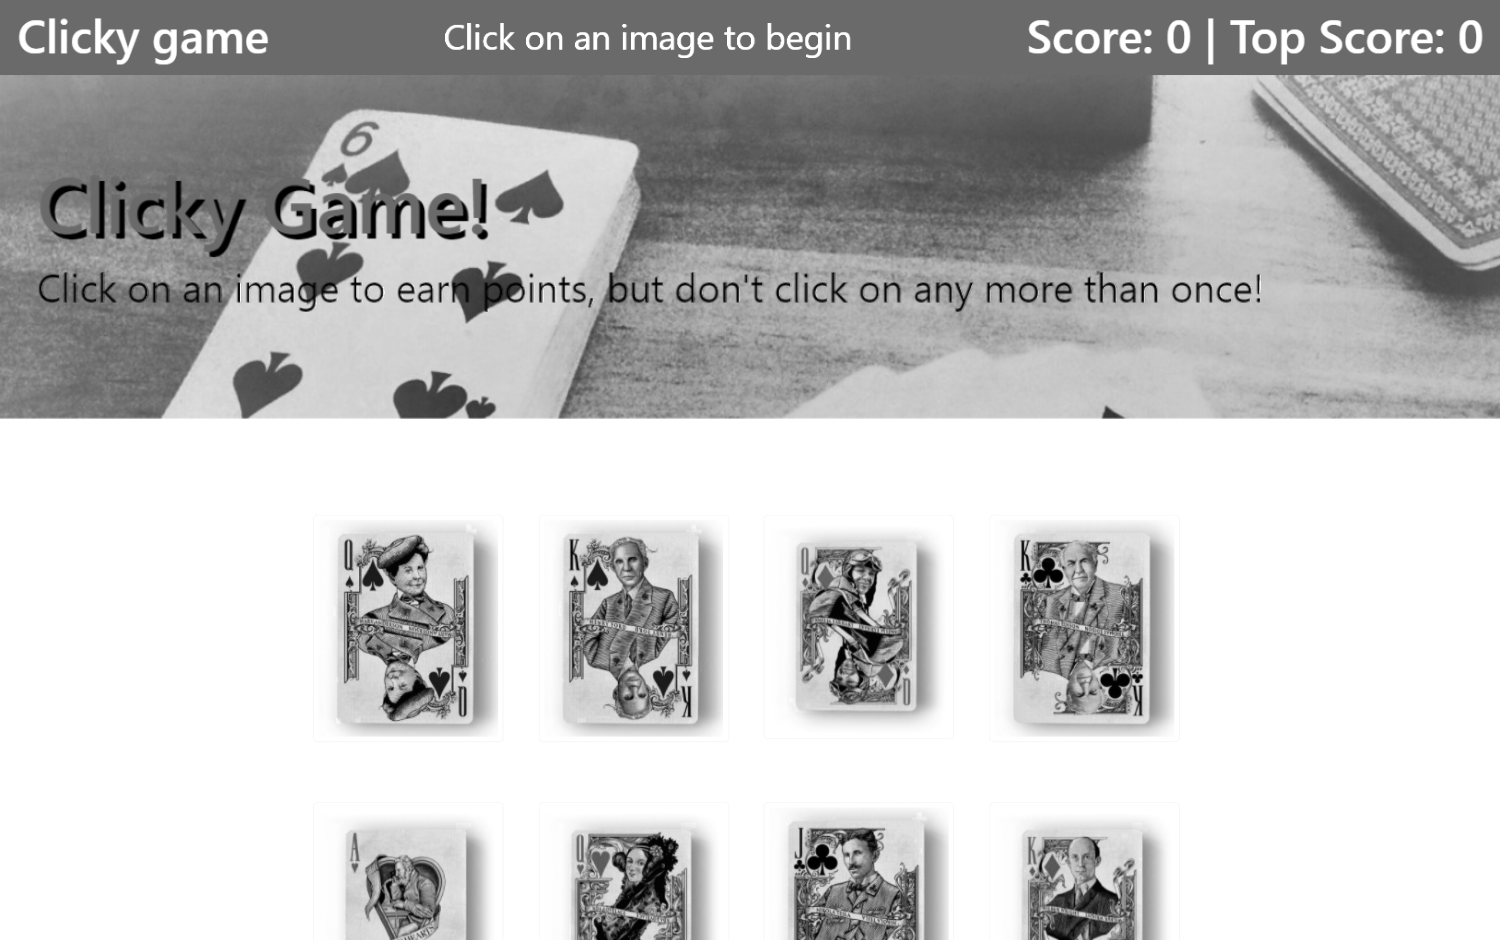 Clicky game
Click on an image to begin
Score: 0 | Top Score: 0
6
Clicky Game!
Click on an image to earn points, but don't click on any more than once!
Q
K
Q
K
Q
K
Q
K
A
Q
J
K